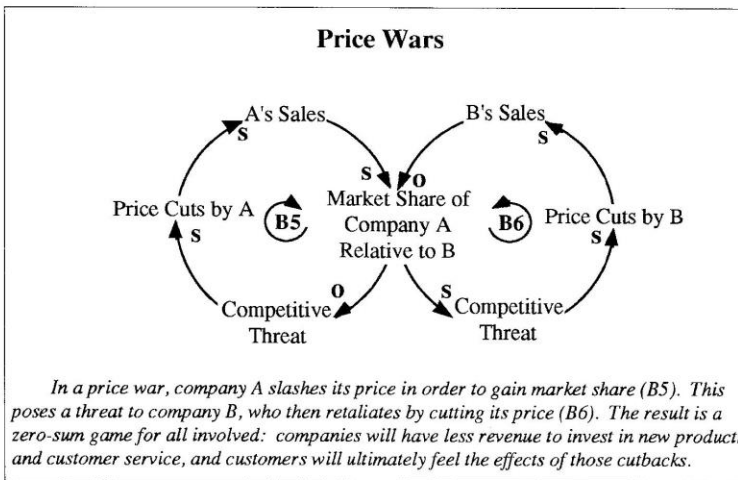 Price Wars
A's Sales
B's Sales
S
S
S
O
Price Cuts by A
B5
Market Share of
Company A
Relative to B
B6
Price Cuts by B
S
S
O
S
Competitive
Threat
Competitive
Threat
In a price war, company A slashes its price in order to gain market share (B5). This
poses a threat to company B, who then retaliates by cutting its price (B6). The result is a
zero-sum game for all involved: companies will have less revenue to invest in new product
and customer service, and customers will ultimately feel the effects of those cutbacks.